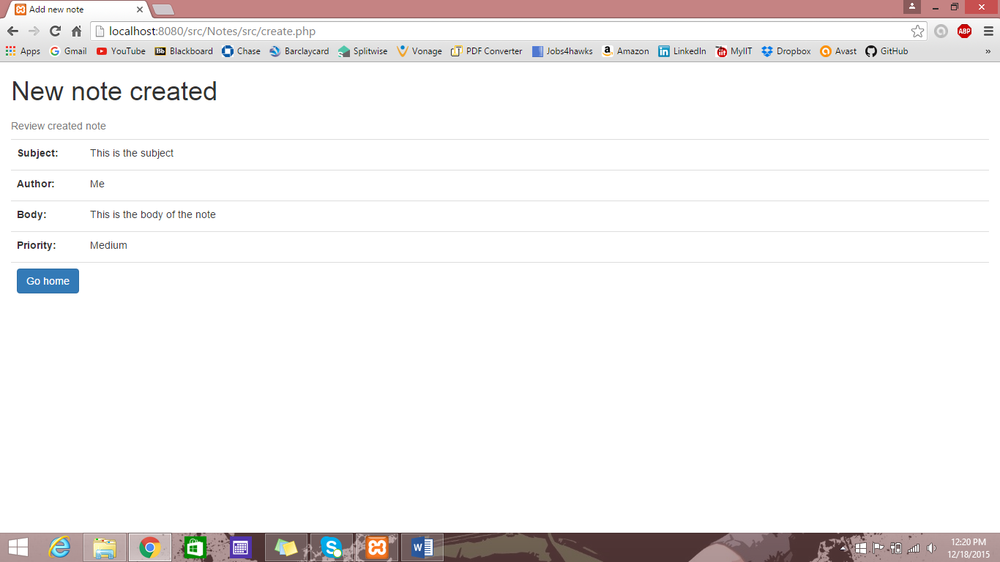 Add new note
localhost:8080/src/Notes/src/create.php
ABP
Apps Gmail YouTube Bb Blackboard Chase Barclaycard Splitwise Vonage PDF Converter Jobs4hawks a Amazon in LinkedIn iit MyIIT Dropbox Avast GitHub »
New note created
Review created note
Subject: This is the subject
Author: Me
Body: This is the body of the note
Priority: Medium
Go home
12:20 PM
12/18/2015